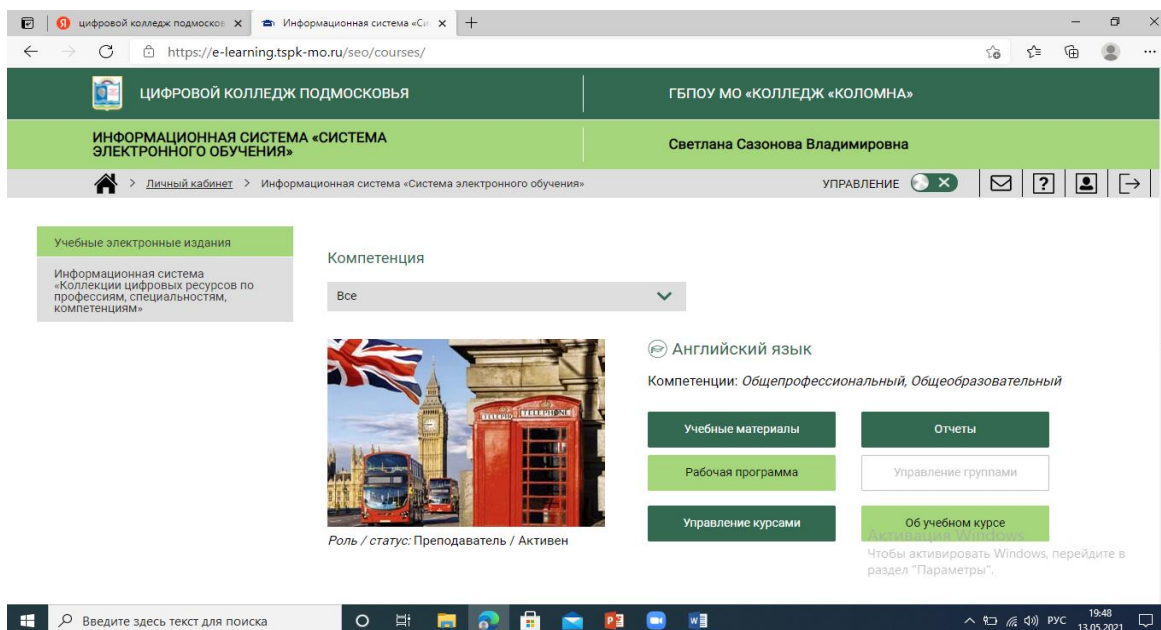 цифровой колледж подмосков
Информационная система «Си
https://e-learning.tspk-mo.ru/seo/courses/
ЦИФРОВОЙ КОЛЛЕДЖ ПОДМОСКОВЬЯ
ГБПОУ МО «КОЛЛЕДЖ «КОЛОМНА»
ИНФОРМАЦИОННАЯ СИСТЕМА «СИСТЕМА
ЭЛЕКТРОННОГО ОБУЧЕНИЯ»
Светлана Сазонова Владимировна
> Личный кабинет > Информационная система «Система электронного обучения»
УПРАВЛЕНИЕ
Учебные электронные издания
Информационная система
«Коллекции цифровых ресурсов по
профессиям, специальностям,
компетенциям»
Компетенция
Все
TELEPHONE
Роль / статус: Преподаватель / Активен
Английский язык
Компетенции: Общепрофессиональный, Общеобразовательный
Учебные материалы
Отчеты
Рабочая программа
Управление группами
Управление курсами
Об учебном курсе
Активация Windows
Чтобы активировать Windows, перейдите в
раздел "Параметры".
Введите здесь текст для поиска
РУС
19:48
13.05.2021